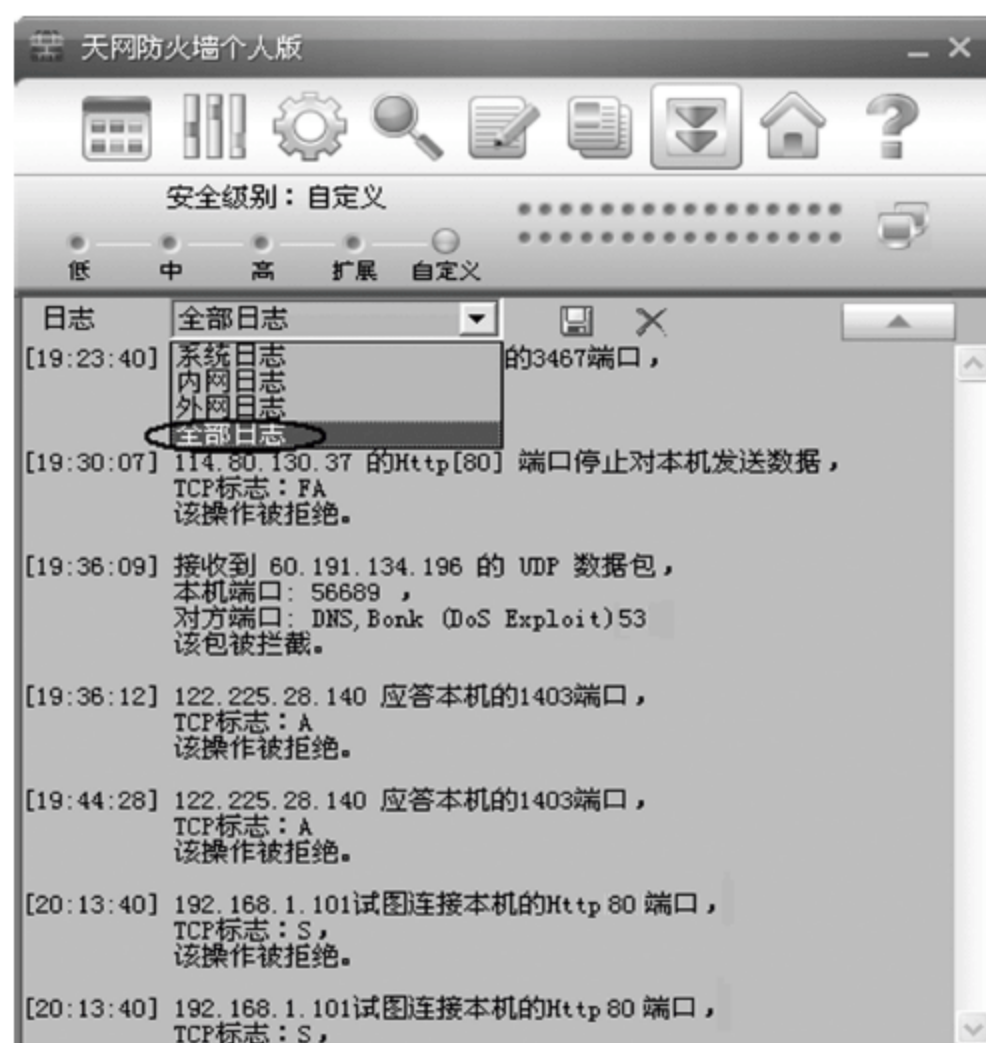 天网防火墙个人版
安全级别：自定义
低 中 高 扩展 自定义
日志 全部日志
[19:23:40] 系统日志 的3467端口，
内网日志
外网日志
全部日志
[19:30:07] 114.80.130.37 的Http[80] 端口停止对本机发送数据，
TCP标志：FA
该操作被拒绝。
[19:36:09] 接收到 60.191.134.196 的 UDP 数据包，
本机端口: 56689 ，
对方端口: DNS,Bonk (DoS Exploit)53
该包被拦截。
[19:36:12] 122.225.28.140 应答本机的1403端口，
TCP标志：A
该操作被拒绝。
[19:44:28] 122.225.28.140 应答本机的1403端口，
TCP标志：A
该操作被拒绝。
[20:13:40] 192.168.1.101试图连接本机的Http 80 端口，
TCP标志：S，
该操作被拒绝。
[20:13:40] 192.168.1.101试图连接本机的Http 80 端口，
TCP标志：S，